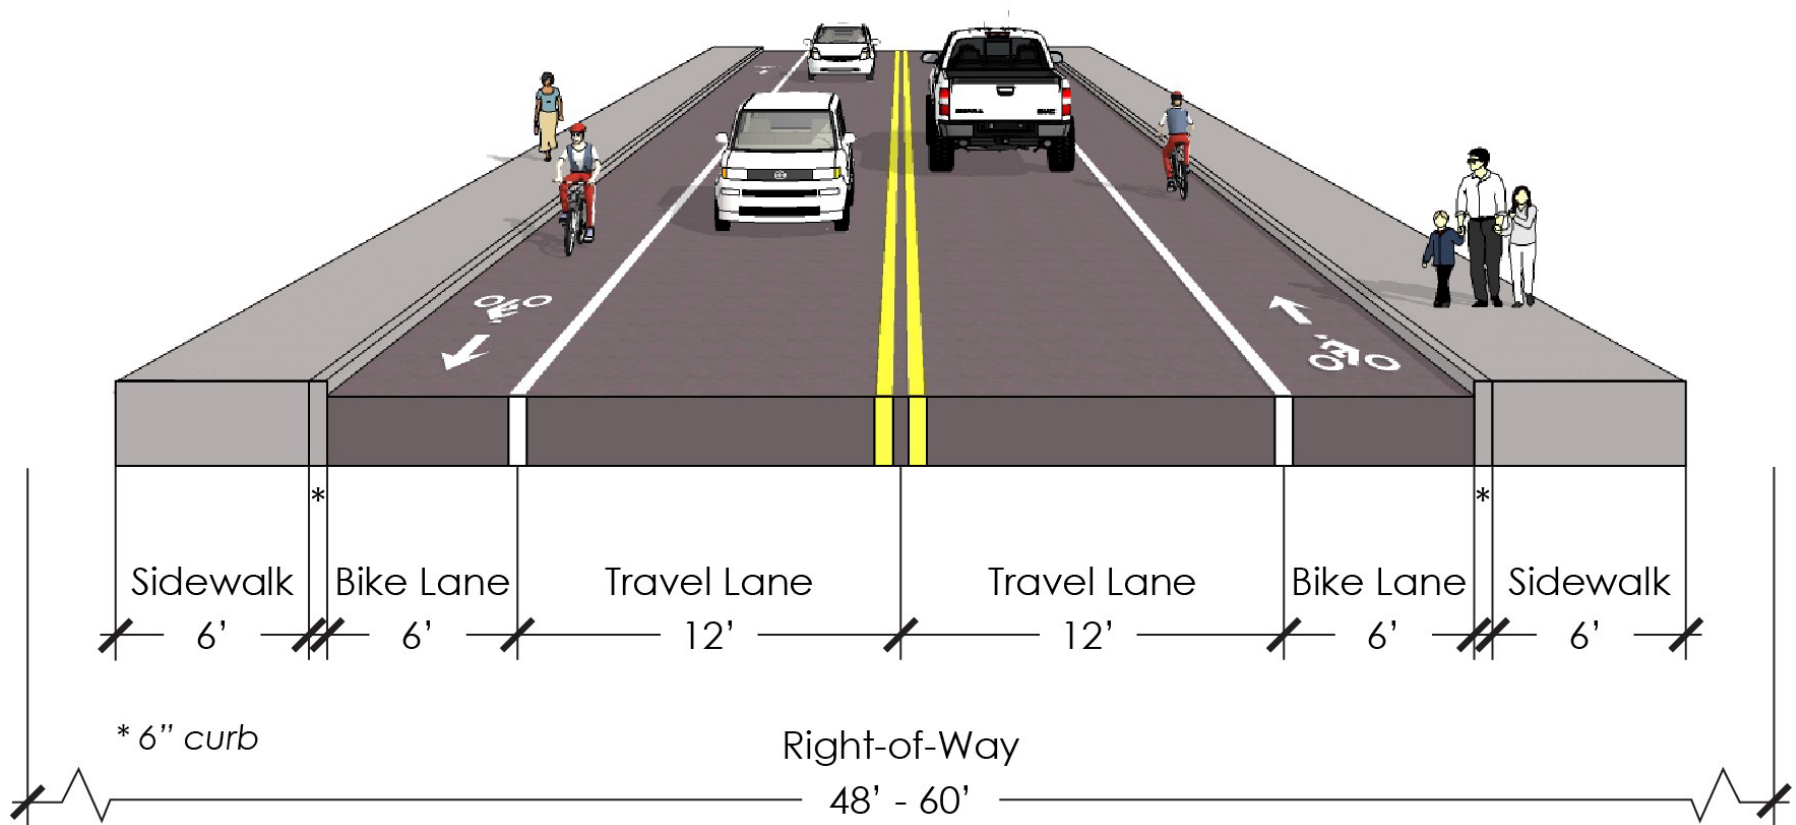 *
*
Sidewalk Bike Lane Travel Lane Travel Lane Bike Lane Sidewalk
6’ 6’ 12’ 12’ 6’ 6’
* 6” curb
Right-of-Way
48’ - 60’